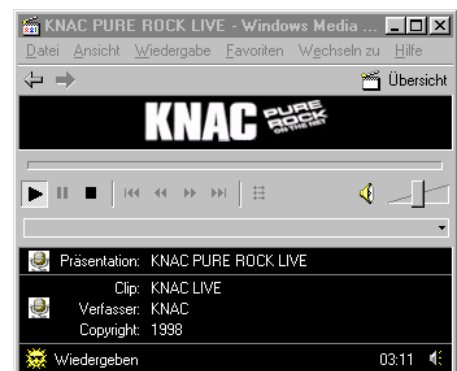 KNAC PURE ROCK LIVE - Windows Media ...
Datei Ansicht Wiedergabe Favoriten Wechseln zu Hilfe
Übersicht
KNAC PURE ROCK ON THE NET
Präsentation: KNAC PURE ROCK LIVE
Clip: KNAC LIVE
Verfasser: KNAC
Copyright: 1998
Wiedergeben 03:11